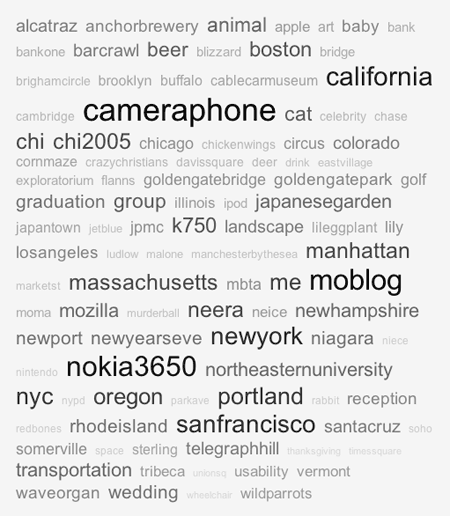 alcatraz anchorbrewery animal apple art baby bank
bankone barcrawl beer blizzard boston bridge
brighamcircle brooklyn buffalo cablecarmuseum california
cambridge cameraphone cat celebrity chase
chi chi2005 chicago chickenwings circus colorado
cornmaze crazychristians davissquare deer drink eastvillage
exploratorium flanns goldengatebridge goldengatepark golf
graduation group illinois ipod japanesegarden
japantown jetblue jpmc k750 landscape lileggplant lily
losangeles ludlow malone manchesterbythesea manhattan
marketst massachusetts mbta me moblog
moma mozilla murderball neera neice newhampshire
newport newyearseve newyork niagara niece
nintendo nokia3650 northeasternuniversity
nyc nypd oregon parkave portland rabbit reception
redbones rhodeisland sanfrancisco santacruz soho
somerville space sterling telegraphhill thanksgiving timessquare
transportation tribeca unionsq usability vermont
waveorgan wedding wheelchair wildparrots